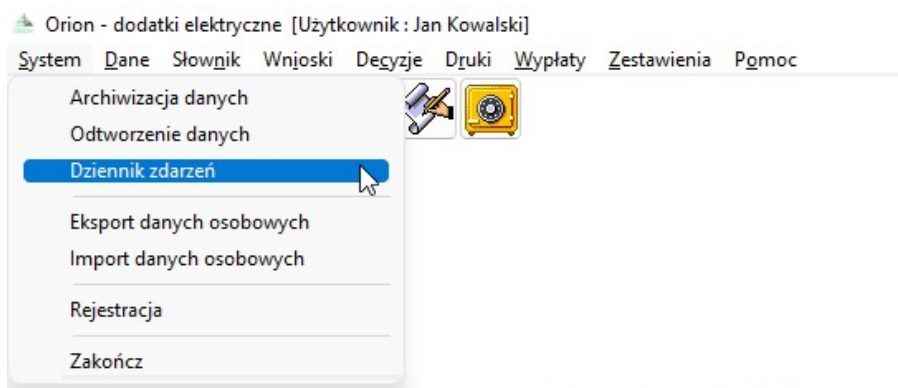 Orion - dodatki elektryczne [Użytkownik : Jan Kowalski]
System Dane Słownik Wnioski Decyzje Druki Wypłaty Zestawienia Pomoc
Archiwizacja danych
Odtworzenie danych
Dziennik zdarzeń
Eksport danych osobowych
Import danych osobowych
Rejestracja
Zakończ